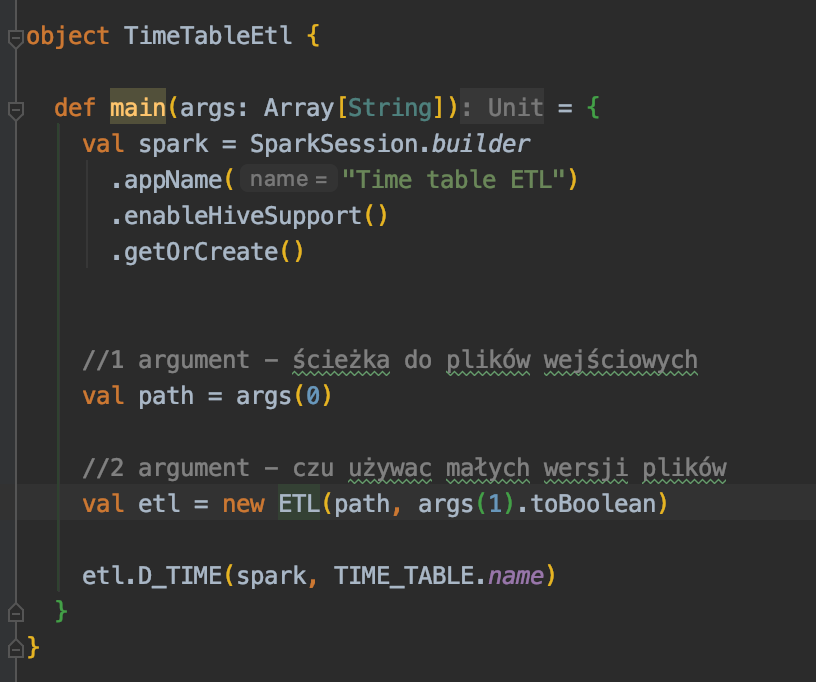 object TimeTableEtl {
def main(args: Array[String]): Unit = {
val spark = SparkSession.builder
.appName( name = "Time table ETL")
.enableHiveSupport()
.getOrCreate()
//1 argument – ścieżka do plików wejściowych
val path = args(0)
//2 argument – czu używac małych wersji plików
val etl = new ETL(path, args(1).toBoolean)
etl.D_TIME(spark, TIME_TABLE.name)
}
}